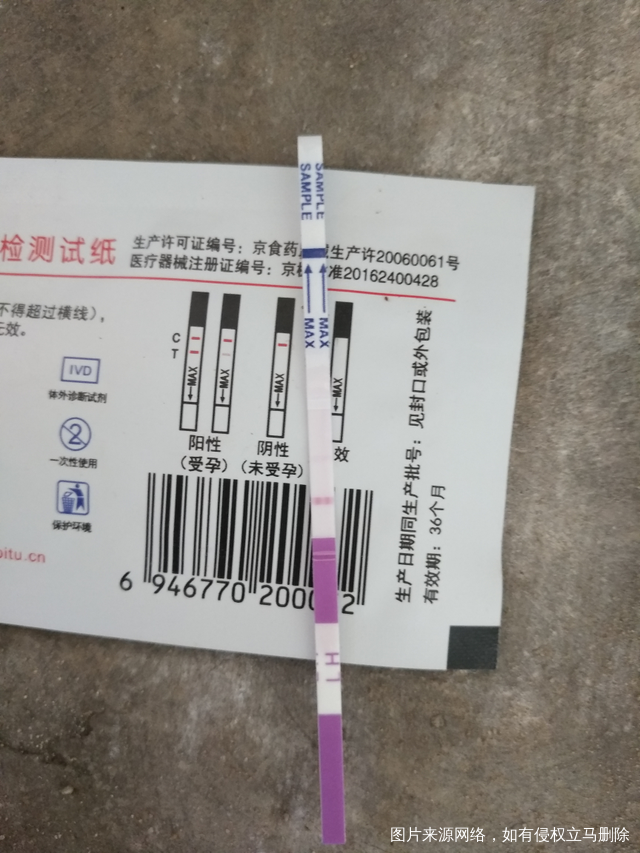 SAMPLE SAMPLE
检测试纸
生产许可证编号：京食药 生产许20060061号
医疗器械注册证编号：京 准20162400428
不得超过横线），
无效。
C
T
MAX
MAX
MAX
MAX MAX
IVD
体外诊断试剂
2
一次性使用
保护环境
阳性
（受孕）
阴性
（未受孕）
效
生产日期同生产批号：见封口或外包装
有效期：36个月
bitu.cn
6 946770 200 2
图片来源网络，如有侵权立马删除